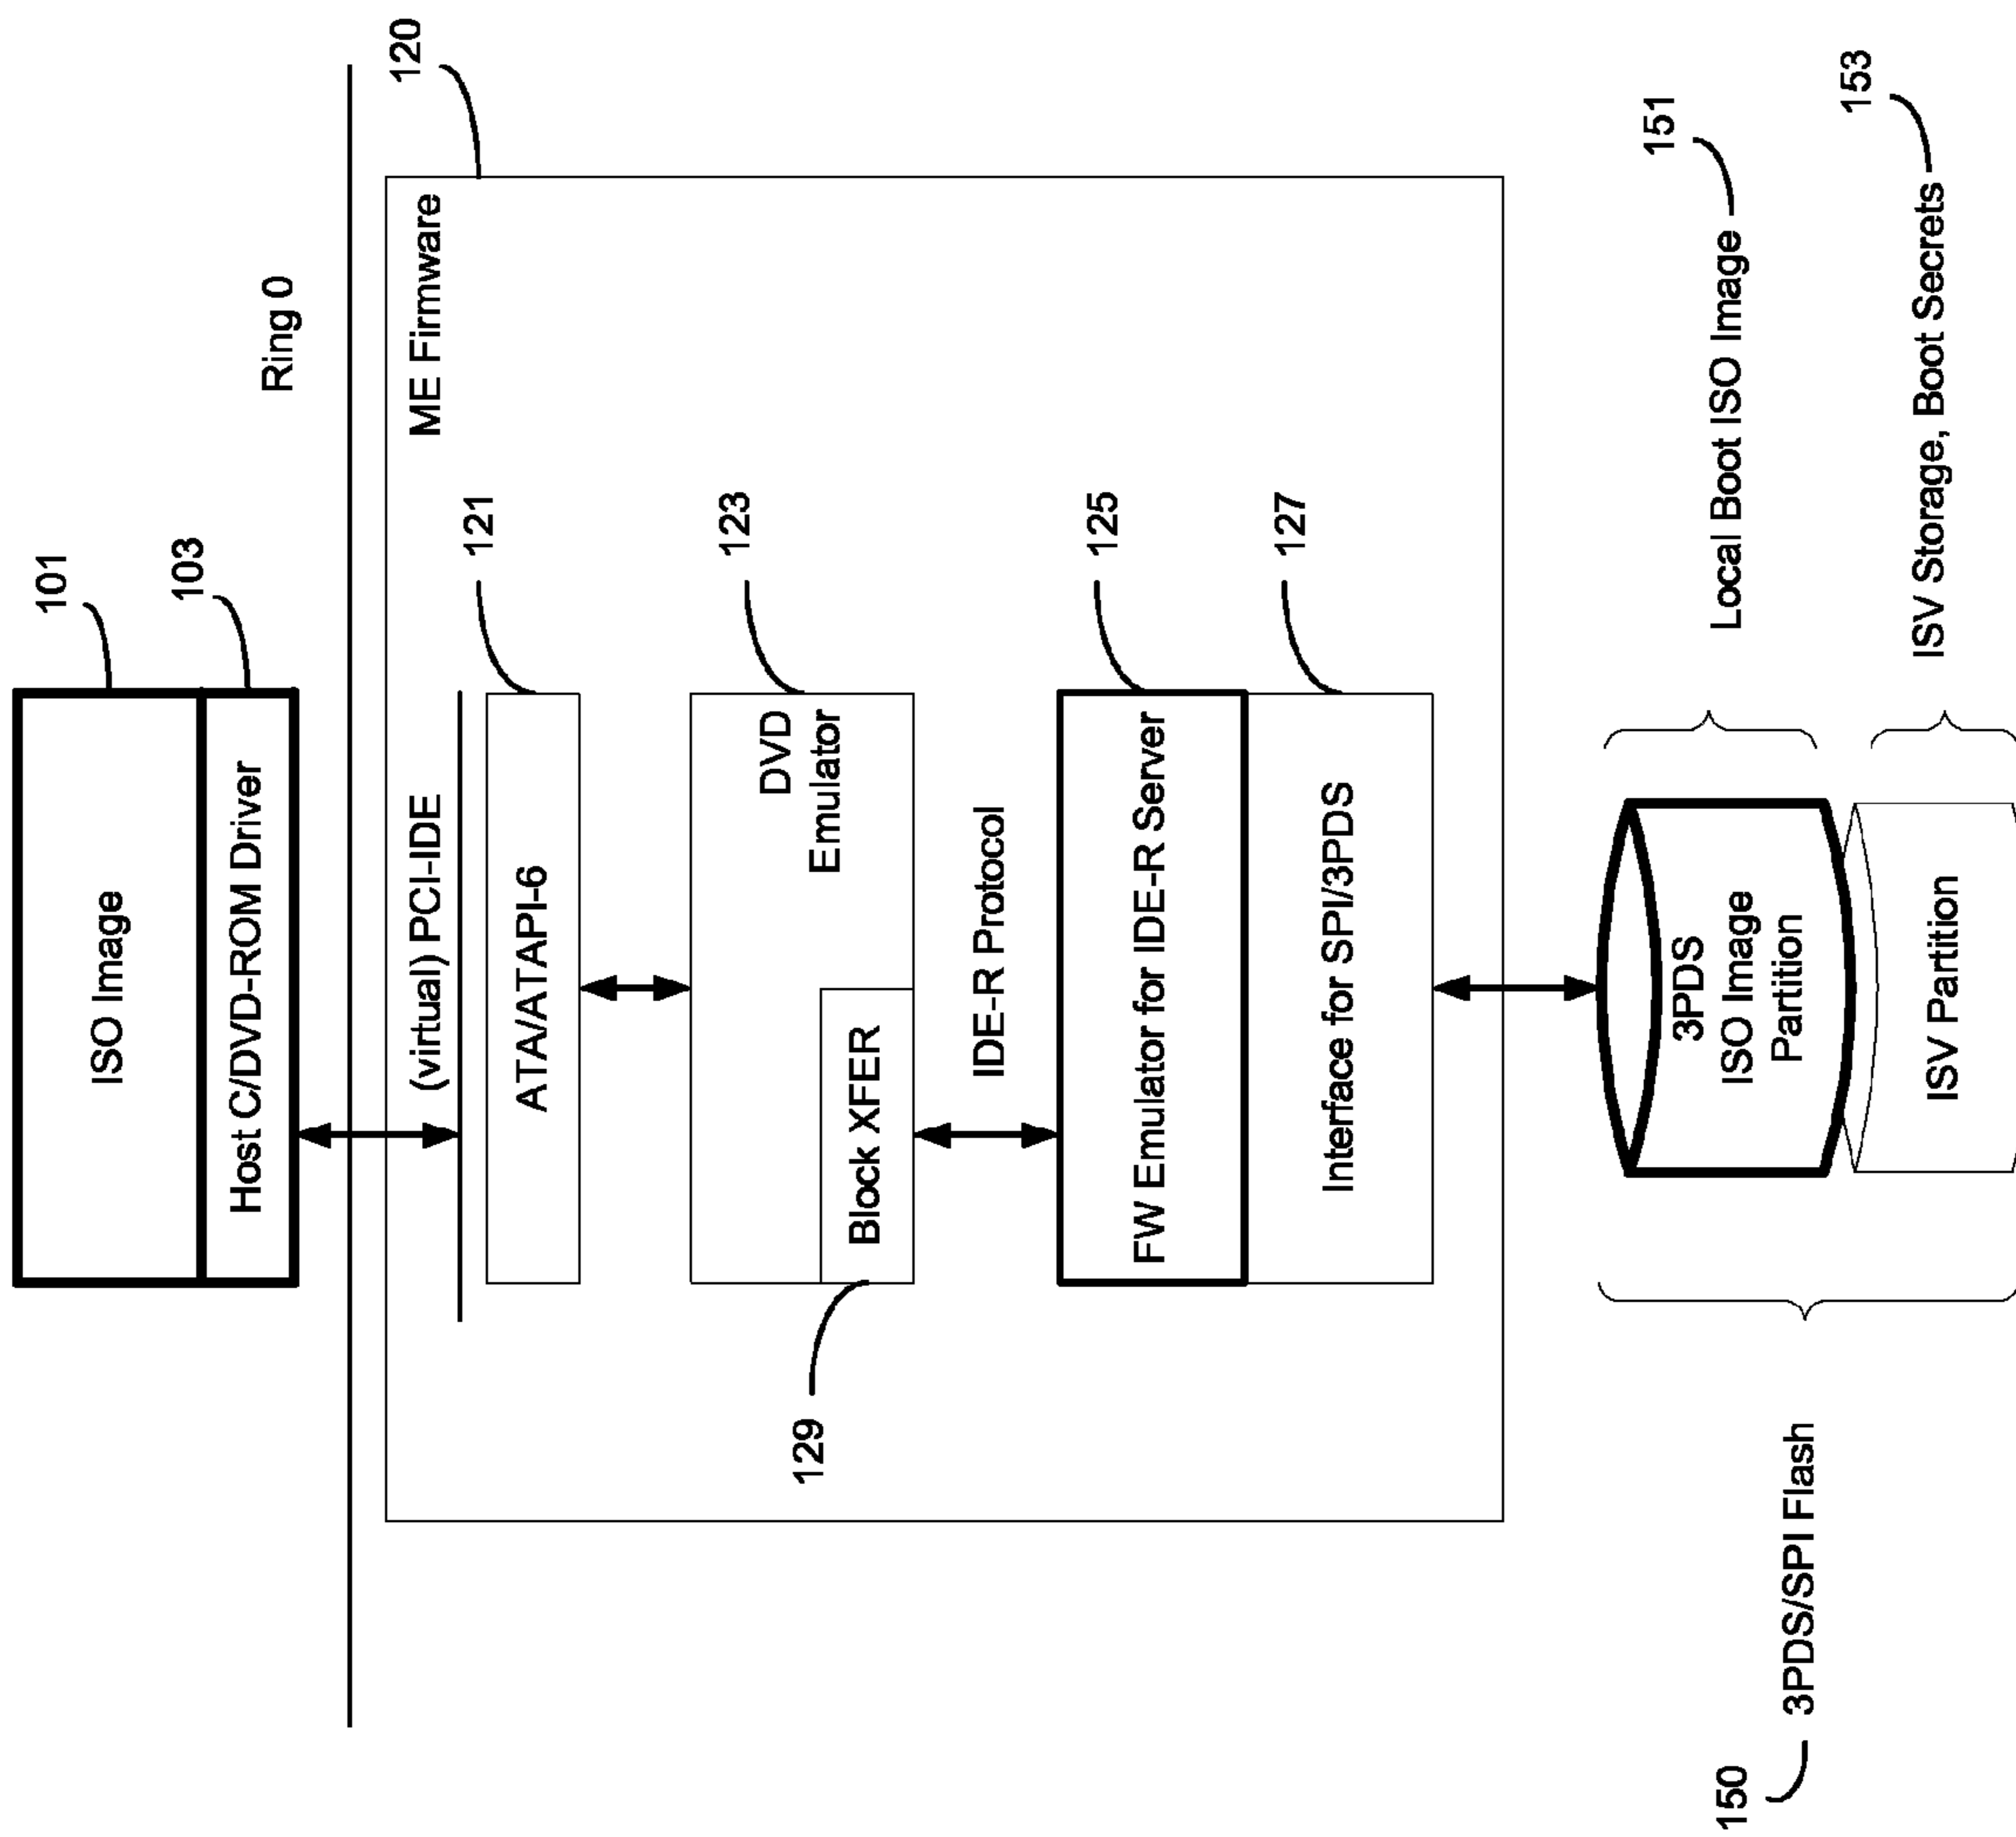 101
ISO Image
103
Host C/DVD-ROM Driver
Ring 0
120
ME Firmware
(virtual) PCI-IDE
121
ATA/ATAPI-6
123
DVD
Emulator
129
Block XFER
IDE-R Protocol
125
FW Emulator for IDE-R Server
127
Interface for SPI/3PDS
151
Local Boot ISO Image
3PDS
ISO Image
Partition
150
3PDS/SPI Flash
153
ISV Storage, Boot Secrets
ISV Partition